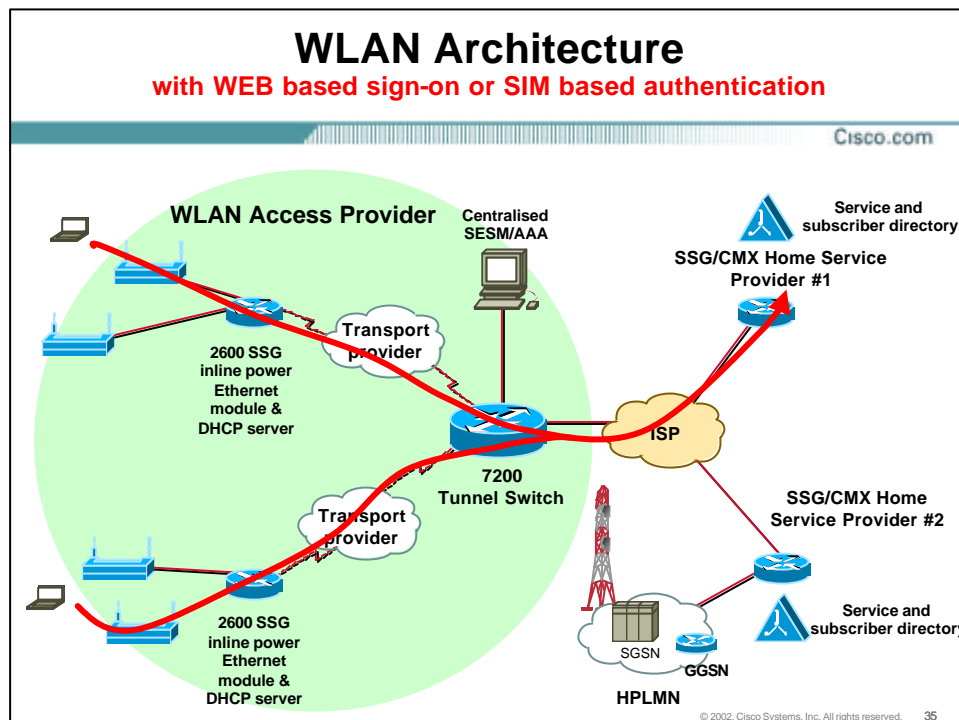 WLAN Architecture
with WEB based sign-on or SIM based authentication
Cisco.com
WLAN Access Provider
Centralised
SESM/AAA
Service and
subscriber directory
SSG/CMX Home Service
Provider #1
Transport
provider
2600 SSG
inline power
Ethernet
module &
DHCP server
ISP
7200
Tunnel Switch
SSG/CMX Home
Service Provider #2
Transport
provider
2600 SSG
inline power
Ethernet
module &
DHCP server
SGSN
GGSN
HPLMN
Service and
subscriber directory
© 2002, Cisco Systems, Inc. All rights reserved. 35